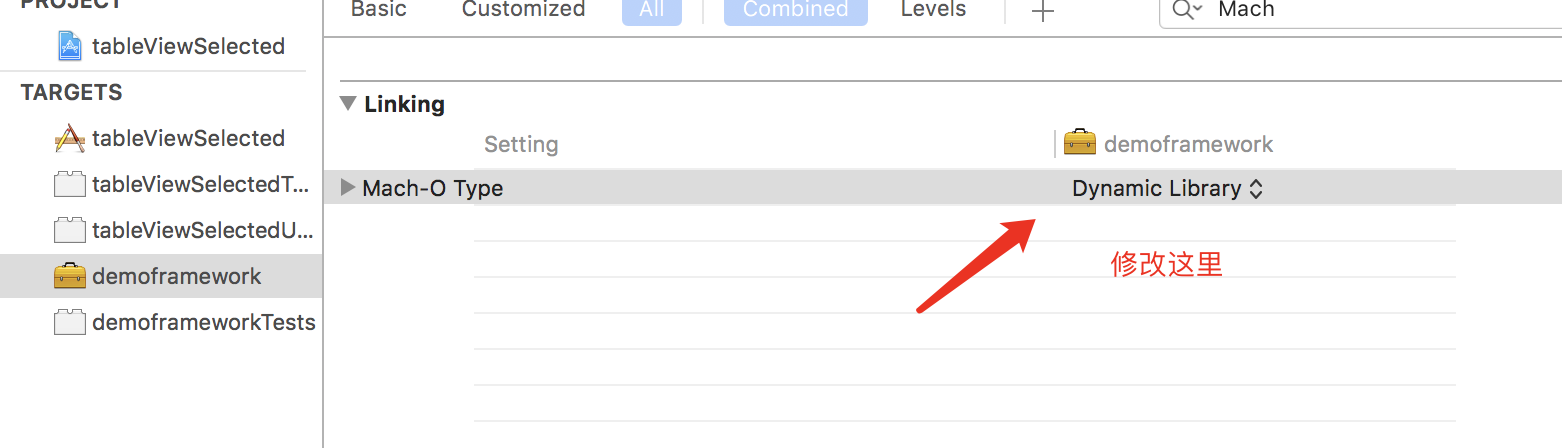 PROJECT
tableViewSelected
TARGETS
tableViewSelected
tableViewSelectedT...
tableViewSelectedU...
demoframework
demoframeworkTests
Basic Customized All Combined Levels + Mach
Linking
Setting demoframework
Mach-O Type Dynamic Library
修改这里